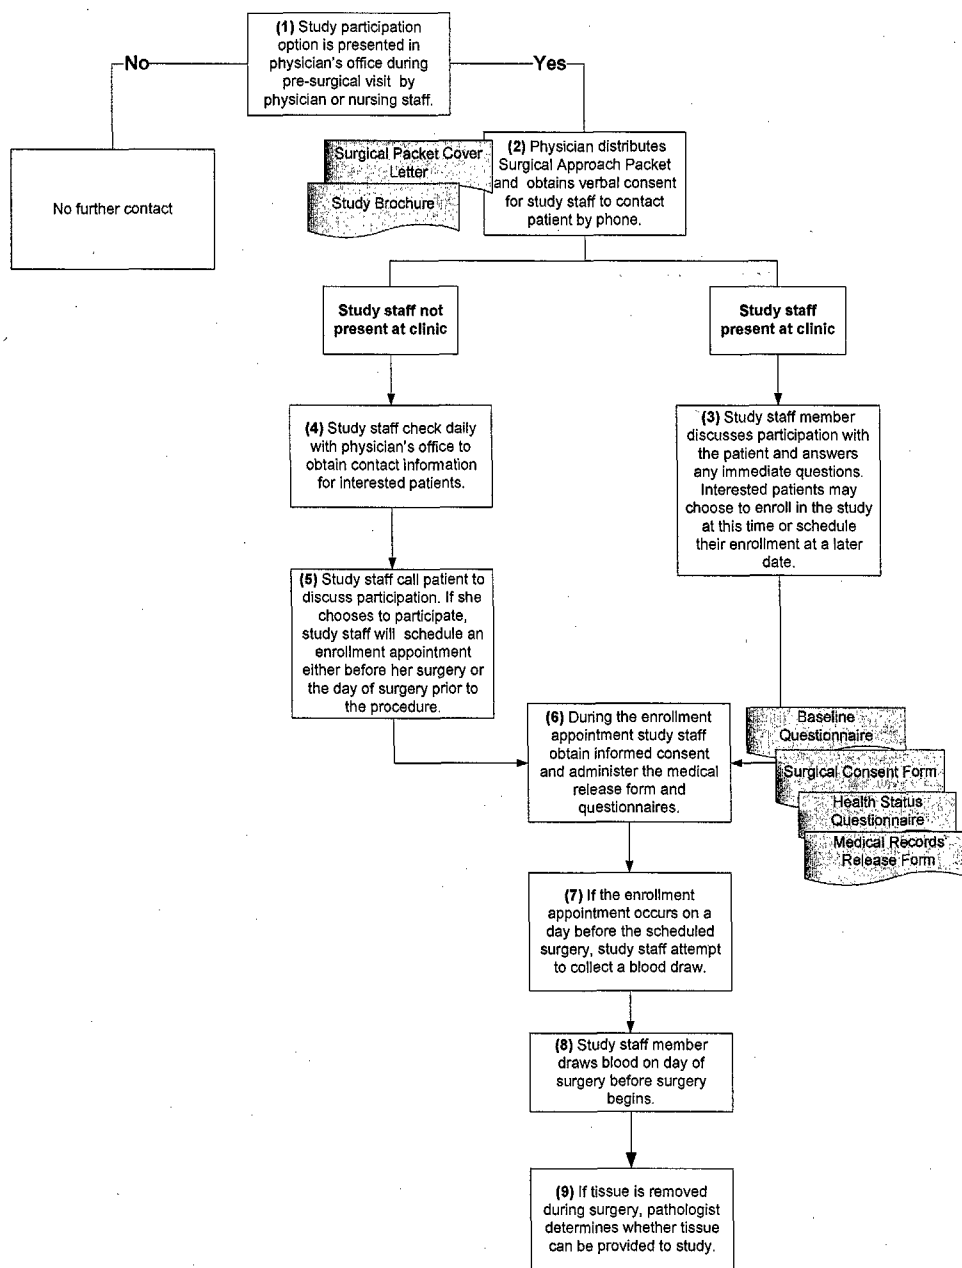 (1) Study participation
option is presented in
physician's office during
pre-surgical visit by
physician or nursing staff.
No
Yes
No further contact
Surgical Packet Cover
Letter
Study Brochure
(2) Physician distributes
Surgical Approach Packet
and obtains verbal consent
for study staff to contact
patient by phone.
Study staff not
present at clinic
Study staff
present at clinic
(4) Study staff check daily
with physician's office to
obtain contact information
for interested patients.
(3) Study staff member
discusses participation with
the patient and answers
any immediate questions.
Interested patients may
choose to enroll in the study
at this time or schedule
their enrollment at a later
date.
(5) Study staff call patient to
discuss participation. If she
chooses to participate,
study staff will schedule an
enrollment appointment
either before her surgery or
the day of surgery prior to
the procedure.
(6) During the enrollment
appointment study staff
obtain informed consent
and administer the medical
release form and
questionnaires.
Baseline
Questionnaire
Surgical Consent Form
Health Status
Questionnaire
Medical Records
Release Form
(7) If the enrollment
appointment occurs on a
day before the scheduled
surgery, study staff attempt
to collect a blood draw.
(8) Study staff member
draws blood on day of
surgery before surgery
begins.
(9) If tissue is removed
during surgery, pathologist
determines whether tissue
can be provided to study.